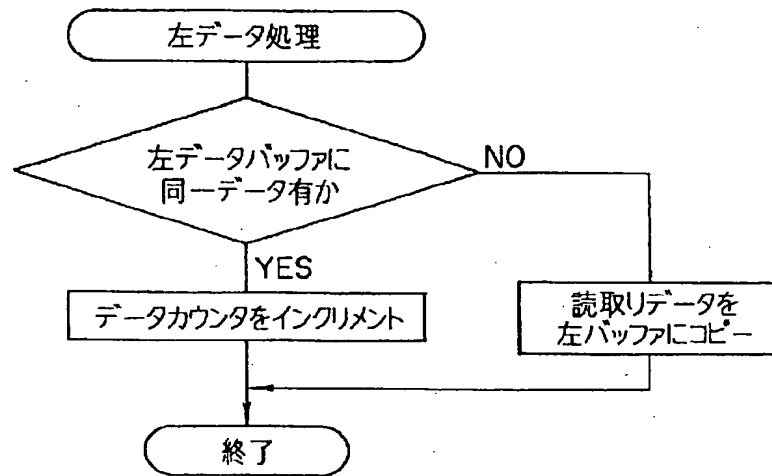 左データ処理
左データバッファに
同一データ有か
NO
YES
データカウンタをインクリメント
読取りデータを
左バッファにコピー
終了